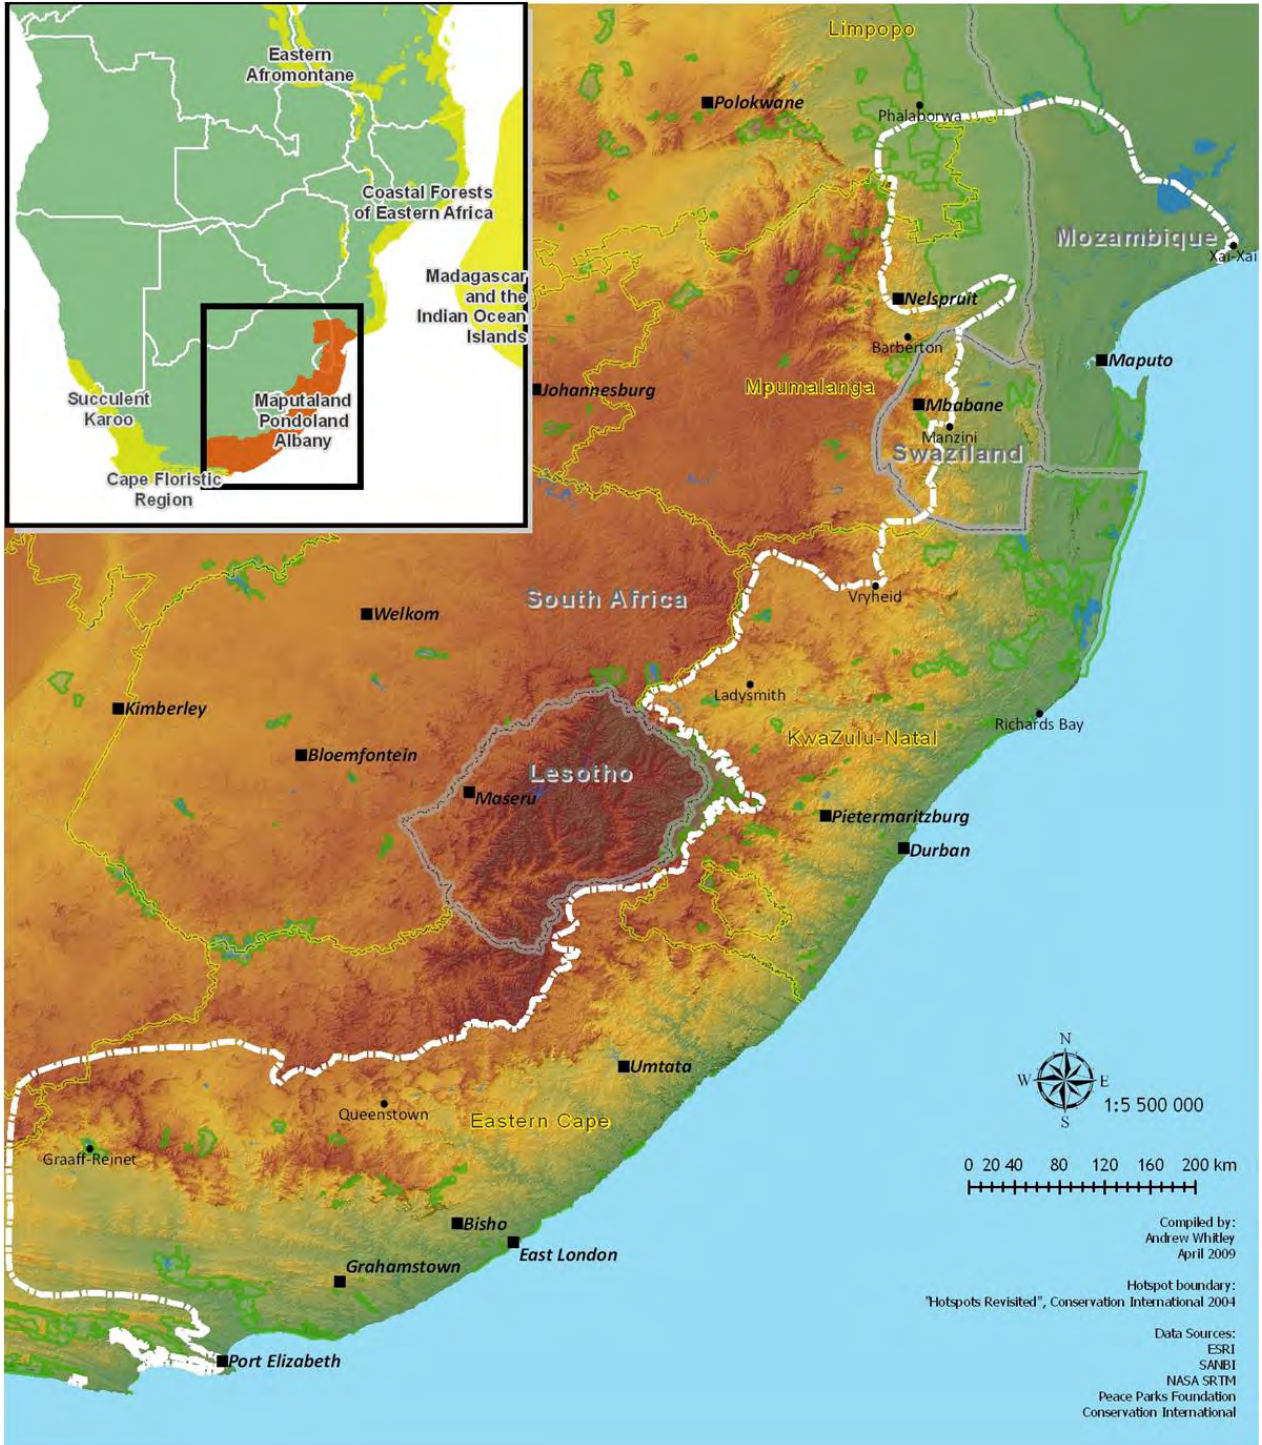 Eastern
Afromontane
Coastal Forests
of Eastern Africa
Madagascar
and the
Indian Ocean
Islands
Succulent
Karoo
Maputaland
Pondoland
Albany
Cape Floristic
Region
Limpopo
Polokwane
Phalaborwa
Mozambique
Xai-Xai
Nelspruit
Barberton
Maputo
Johannesburg
Mpumalanga
Mbabane
Manzini
Swaziland
South Africa
Vryheid
Welkom
Ladysmith
Kimberley
Richards Bay
KwaZulu-Natal
Bloemfontein
Lesotho
Maseru
Pietermaritzburg
Durban
Umtata
Queenstown
Eastern Cape
Graaff-Reinet
Bisho
East London
Grahamstown
Port Elizabeth
N
W E
S
1:5 500 000
0 20 40 80 120 160 200 km
Compiled by:
Andrew Whitley
April 2009
Hotspot boundary:
"Hotspots Revisited", Conservation International 2004
Data Sources:
ESRI
SANBI
NASA SRTM
Peace Parks Foundation
Conservation International